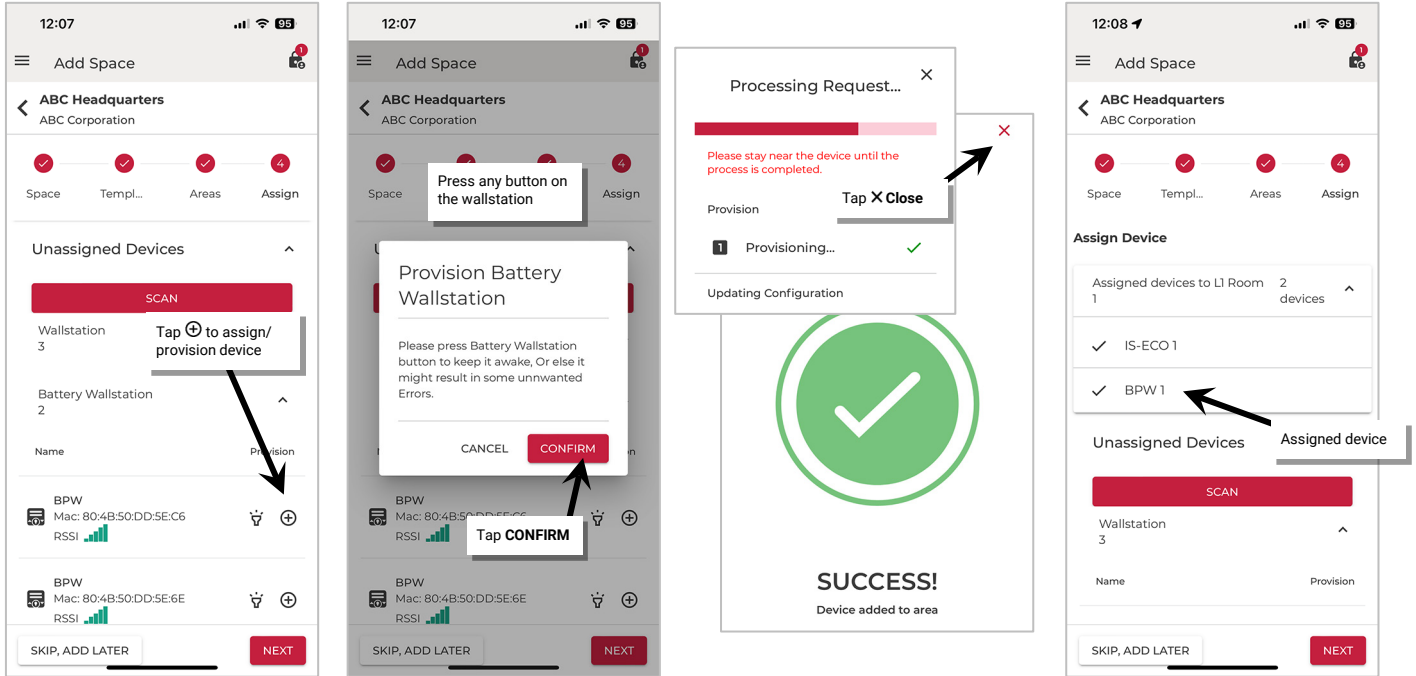 12:07
95
1
Add Space
ABC Headquarters
ABC Corporation
4
Space Templ... Areas Assign
Unassigned Devices
SCAN
Wallstation
3
Tap ⊕ to assign/
provision device
Battery Wallstation
2
Name Provision
BPW
Mac: 80:4B:50:DD:5E:C6
RSSI
BPW
Mac: 80:4B:50:DD:5E:6E
RSSI
SKIP, ADD LATER NEXT
12:07
95
1
Add Space
ABC Headquarters
ABC Corporation
4
Space Assign
Press any button on
the wallstation
Provision Battery
Wallstation
Please press Battery Wallstation
button to keep it awake, Or else it
might result in some unnwanted
Errors.
CANCEL CONFIRM
Tap CONFIRM
BPW
Mac: 80:4B:50:DD:5E:C6
RSSI
BPW
Mac: 80:4B:50:DD:5E:6E
RSSI
SKIP, ADD LATER NEXT
Processing Request...
Please stay near the device until the
process is completed.
Tap ✕ Close
Provision
1 Provisioning...
Updating Configuration
SUCCESS!
Device added to area
12:08
95
1
Add Space
ABC Headquarters
ABC Corporation
4
Space Templ... Areas Assign
Assign Device
Assigned devices to L1 Room 2
1 devices
IS-ECO 1
BPW 1
Assigned device
Unassigned Devices
SCAN
Wallstation
3
Name Provision
SKIP, ADD LATER NEXT